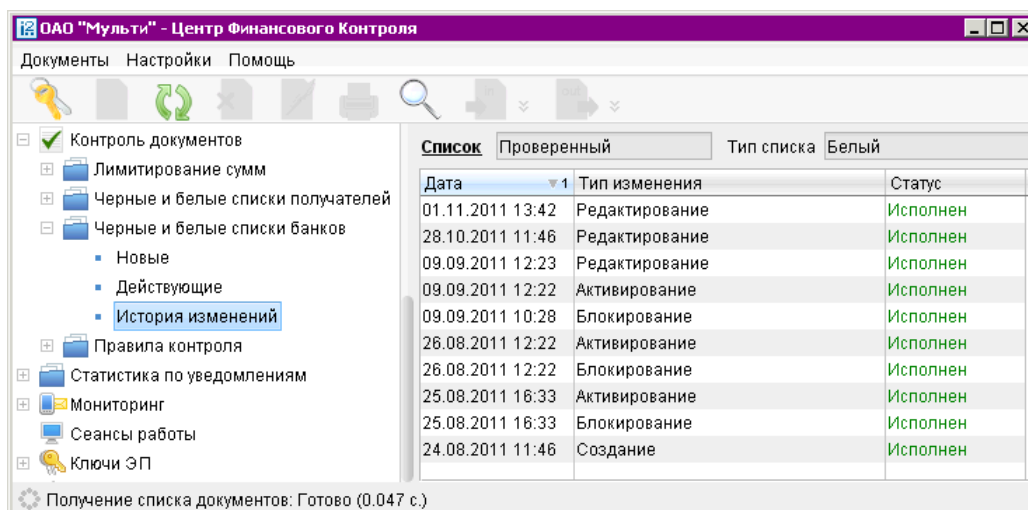 ОАО "Мульти" - Центр Финансового Контроля
Документы Настройки Помощь
in out
Контроль документов
Лимитирование сумм
Черные и белые списки получателей
Черные и белые списки банков
Новые
Действующие
История изменений
Правила контроля
Статистика по уведомлениям
Мониторинг
Сеансы работы
Ключи ЭП
Список Проверенный Тип списка Белый
Дата 1 Тип изменения Статус
01.11.2011 13:42 Редактирование Исполнен
28.10.2011 11:46 Редактирование Исполнен
09.09.2011 12:23 Редактирование Исполнен
09.09.2011 12:22 Активирование Исполнен
09.09.2011 10:28 Блокирование Исполнен
26.08.2011 12:22 Активирование Исполнен
26.08.2011 12:22 Блокирование Исполнен
25.08.2011 16:33 Активирование Исполнен
25.08.2011 16:33 Блокирование Исполнен
24.08.2011 11:46 Создание Исполнен
Получение списка документов: Готово (0.047 с.)